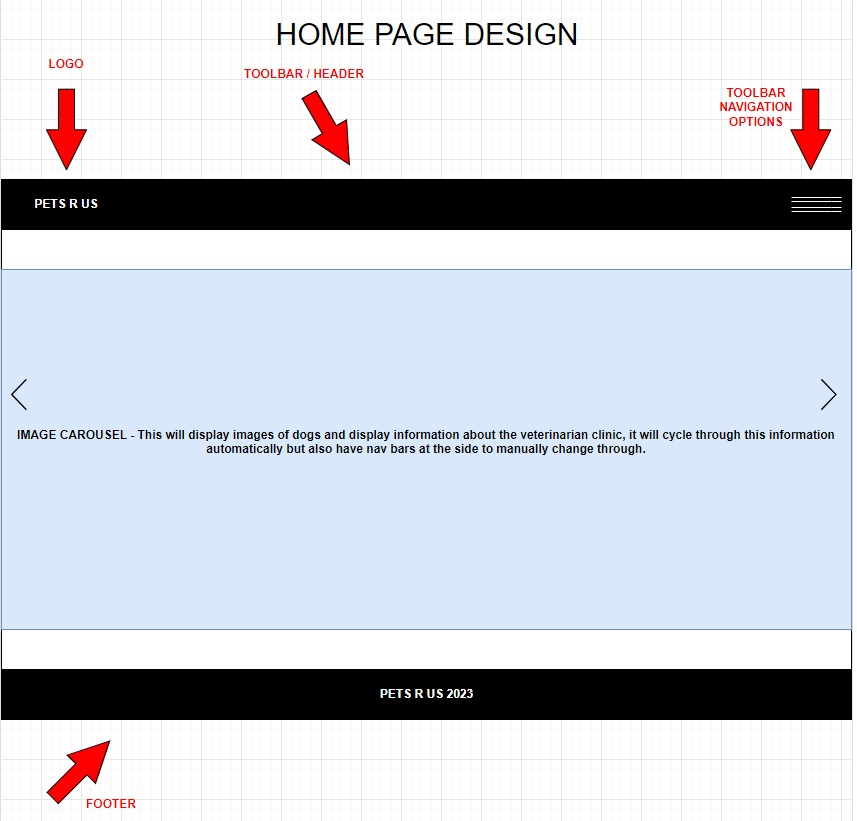 HOME PAGE DESIGN
LOGO
TOOLBAR / HEADER
TOOLBAR
NAVIGATION
OPTIONS
PETS R US
IMAGE CAROUSEL - This will display images of dogs and display information about the veterinarian clinic, it will cycle through this information
automatically but also have nav bars at the side to manually change through.
PETS R US 2023
FOOTER